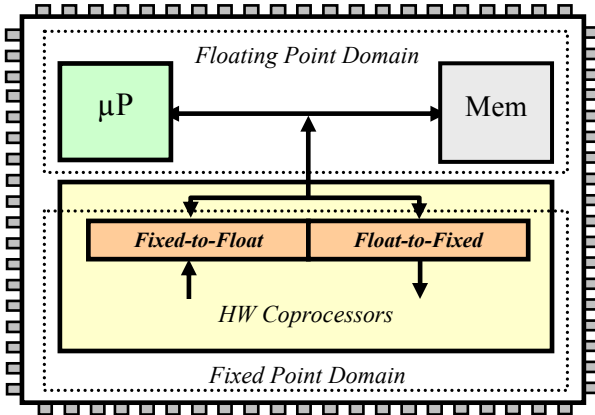 Floating Point Domain
µP
Mem
Fixed-to-Float
Float-to-Fixed
HW Coprocessors
Fixed Point Domain